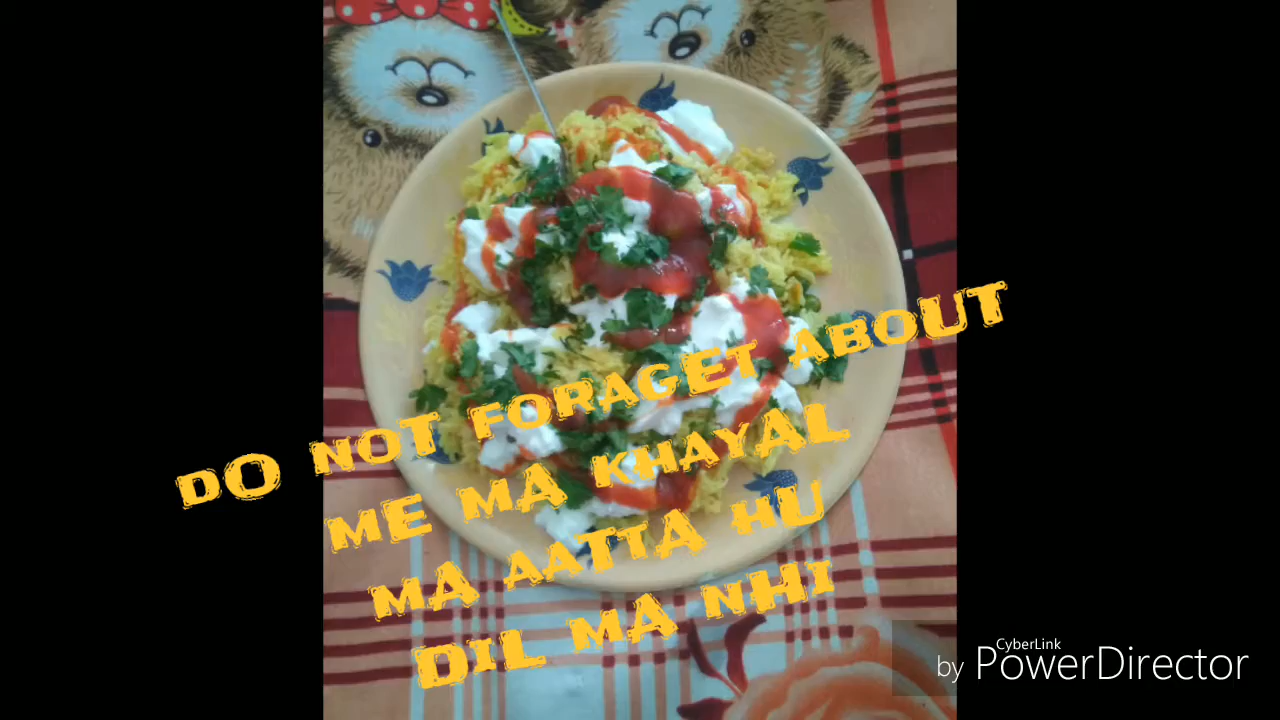 DO NOT FORAGET ABOUT
ME MA KHAYAL
MA AATTA HU
DIL MA NHI
CyberLink
by PowerDirector